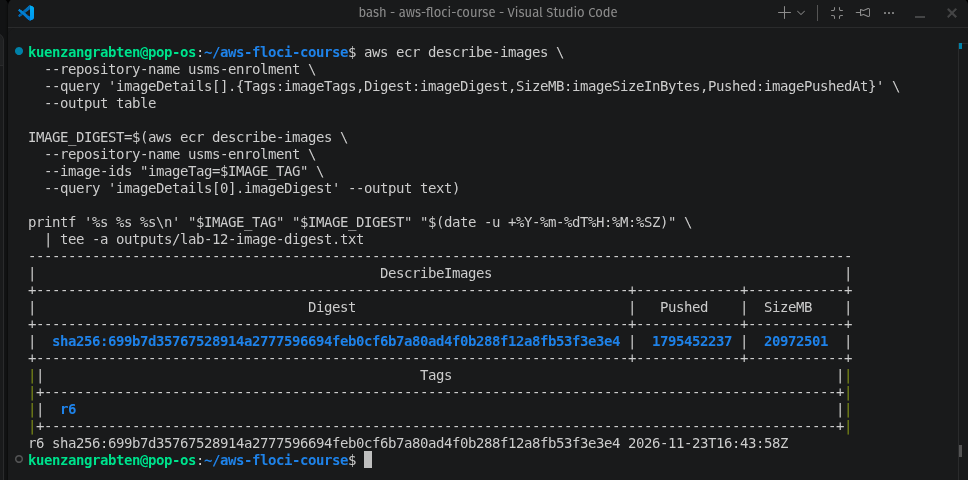 bash - aws-floci-course - Visual Studio Code
kuenzangrabten@pop-os:~/aws-floci-course$ aws ecr describe-images \
  --repository-name usms-enrolment \
  --query 'imageDetails[].{Tags:imageTags,Digest:imageDigest,SizeMB:imageSizeInBytes,Pushed:imagePushedAt}' \
  --output table

IMAGE_DIGEST=$(aws ecr describe-images \
  --repository-name usms-enrolment \
  --image-ids "imageTag=$IMAGE_TAG" \
  --query 'imageDetails[0].imageDigest' --output text)

printf '%s %s %s\n' "$IMAGE_TAG" "$IMAGE_DIGEST" "$(date -u +%Y-%m-%dT%H:%M:%SZ)" \
  | tee -a outputs/lab-12-image-digest.txt
| DescribeImages |
| Digest | Pushed | SizeMB |
| sha256:699b7d35767528914a2777596694feb0cf6b7a80ad4f0b288f12a8fb53f3e3e4 | 1795452237 | 20972501 |
|| Tags ||
|| r6 ||
r6 sha256:699b7d35767528914a2777596694feb0cf6b7a80ad4f0b288f12a8fb53f3e3e4 2026-11-23T16:43:58Z
kuenzangrabten@pop-os:~/aws-floci-course$